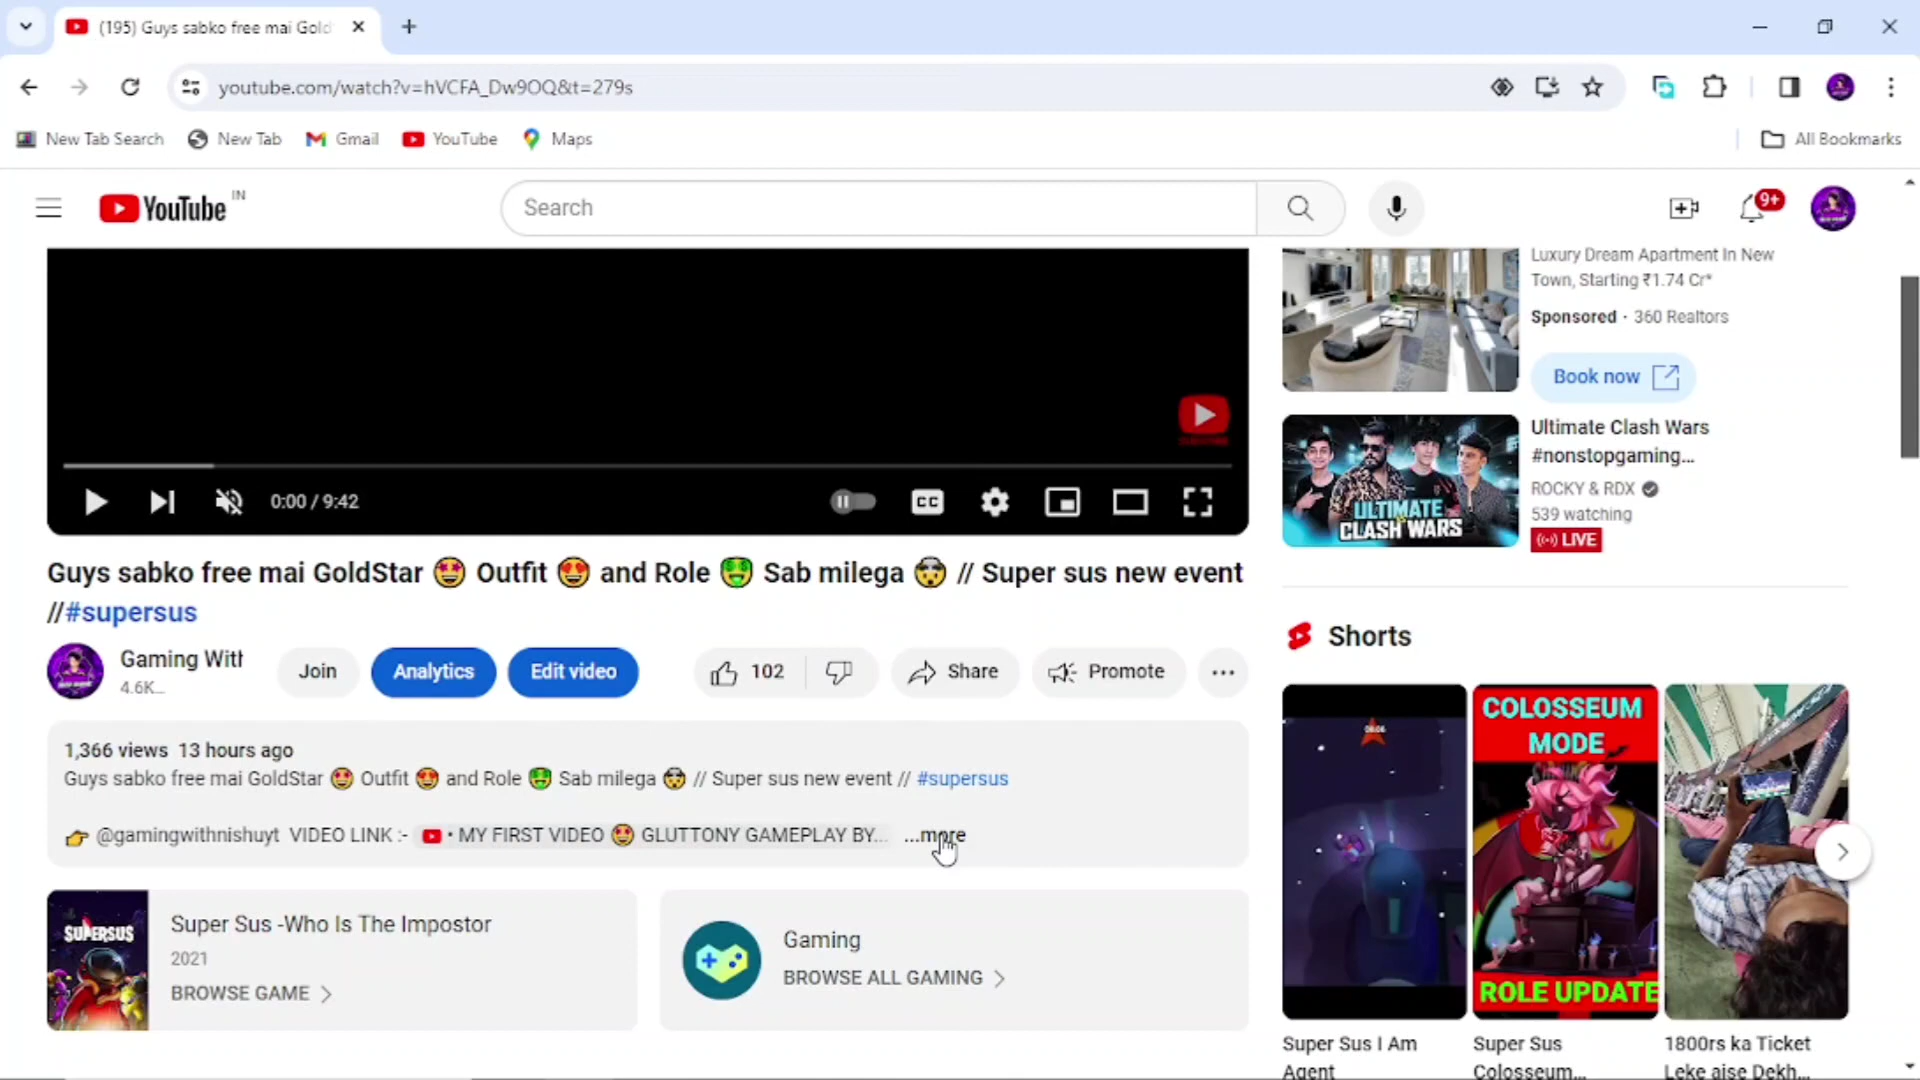 (195) Guys sabko free mai Gold
youtube.com/watch?v=hVCFA_Dw9OQ&t=279s
New Tab Search
New Tab
Gmail
YouTube
Maps
All Bookmarks
YouTube IN
Search
9+
Luxury Dream Apartment In New
Town, Starting ₹1.74 Cr*
Sponsored · 360 Realtors
Book now
ULTIMATE
CLASH WARS
Ultimate Clash Wars
#nonstopgaming...
ROCKY & RDX
539 watching
LIVE
0:00 / 9:42
CC
Guys sabko free mai GoldStar 🤩 Outfit 😍 and Role 🤑 Sab milega 🤯 // Super sus new event
//#supersus
Gaming With
4.6K...
Join
Analytics
Edit video
102
Share
Promote
1,366 views 13 hours ago
Guys sabko free mai GoldStar 🤩 Outfit 😍 and Role 🤑 Sab milega 🤯 // Super sus new event // #supersus
👉 @gamingwithnishuyt VIDEO LINK :- • MY FIRST VIDEO 🤩 GLUTTONY GAMEPLAY BY... ...more
SUPERSUS
Super Sus -Who Is The Impostor
2021
BROWSE GAME
Gaming
BROWSE ALL GAMING
Shorts
COLOSSEUM
MODE
ROLE UPDATE
Super Sus I Am
Agent
Super Sus
Colosseum...
1800rs ka Ticket
Leke aise Dekh...